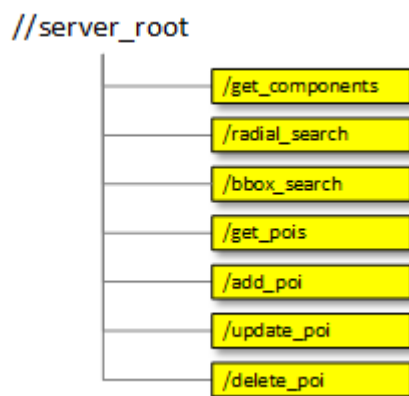 //server_root
/get_components
/radial_search
/bbox_search
/get_pois
/add_poi
/update_poi
/delete_poi